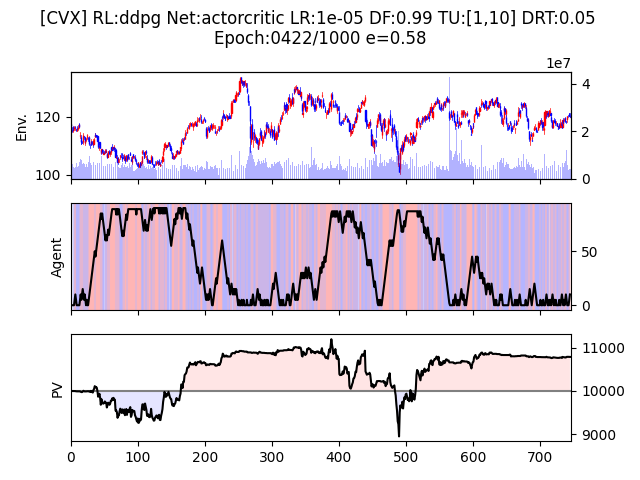 [CVX] RL:ddpg Net:actorcritic LR:1e-05 DF:0.99 TU:[1,10] DRT:0.05
Epoch:0422/1000 e=0.58
1e7
Env.
120
100
4
2
0
Agent
50
0
PV
11000
10000
9000
0 100 200 300 400 500 600 700